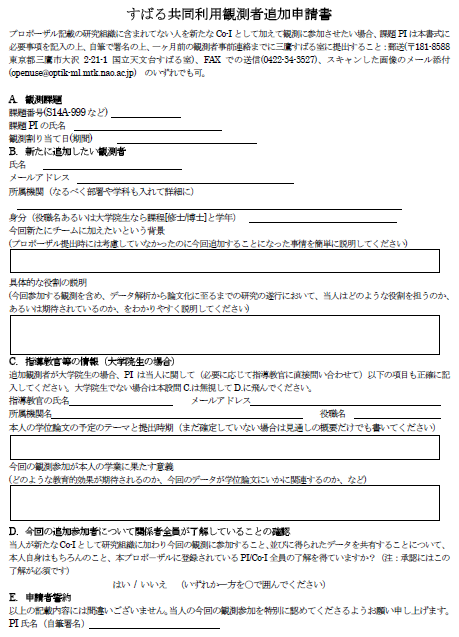 すばる共同利用観測者追加申請書
プロポーザル記載の研究組織に含まれてない人を新たな Co-I として加えて観測に参加させたい場合、課題 PI は本書式に
必要事項を記入の上、自筆で署名の上、一ヶ月前の観測者事前連絡までに三鷹すばる室に提出すること：郵送(〒181-8588
東京都三鷹市大沢 2-21-1 国立天文台すばる室)、FAX での送信(0422-34-3527)、スキャンした画像のメール添付
(openuse@optik-ml.mtk.nao.ac.jp) のいずれでも可。
A. 観測課題
課題番号(S14A-999 など)
課題 PI の氏名
観測割り当て日(期間)
B. 新たに追加したい観測者
氏名
メールアドレス
所属機関（なるべく部署や学科も入れて詳細に）
身分（役職名あるいは大学院生なら課程[修士/博士]と学年）
今回新たにチームに加えたいという背景
(プロポーザル提出時には考慮していなかったのに今回追加することになった事情を簡単に説明してください)
具体的な役割の説明
(今回参加する観測を含め、データ解析から論文化に至るまでの研究の遂行において、当人はどのような役割を担うのか、
あるいは期待されているのか、をわかりやすく説明してください)
C. 指導教官等の情報（大学院生の場合）
追加観測者が大学院生の場合、PI は当人に関して（必要に応じて指導教官に直接問い合わせて）以下の項目も正確に記
入してください。大学院生でない場合は本設問 C.は無視して D.に飛んでください。
指導教官の氏名 メールアドレス
所属機関名 役職名
本人の学位論文の予定のテーマと提出時期（まだ確定していない場合は見通しの概要だけでも書いてください）
今回の観測参加が本人の学業に果たす意義
(どのような教育的効果が期待されるのか、今回のデータが学位論文にいかに関連するのか、など)
D. 今回の追加参加者について関係者全員が了解していることの確認
当人が新たな Co-I として研究組織に加わり今回の観測に参加すること、並びに得られたデータを共有することについて、
本人自身はもちろんのこと、本プロポーザルに登録されている PI/Co-I 全員の了解を得ていますか？（注：承認にはこの
了解が必須です）
はい / いいえ （いずれか一方を〇で囲んでください）
E. 申請者誓約
以上の記載内容には間違いございません。当人の今回の観測参加を特別に認めてくださるようお願い申し上げます。
PI 氏名（自筆署名）